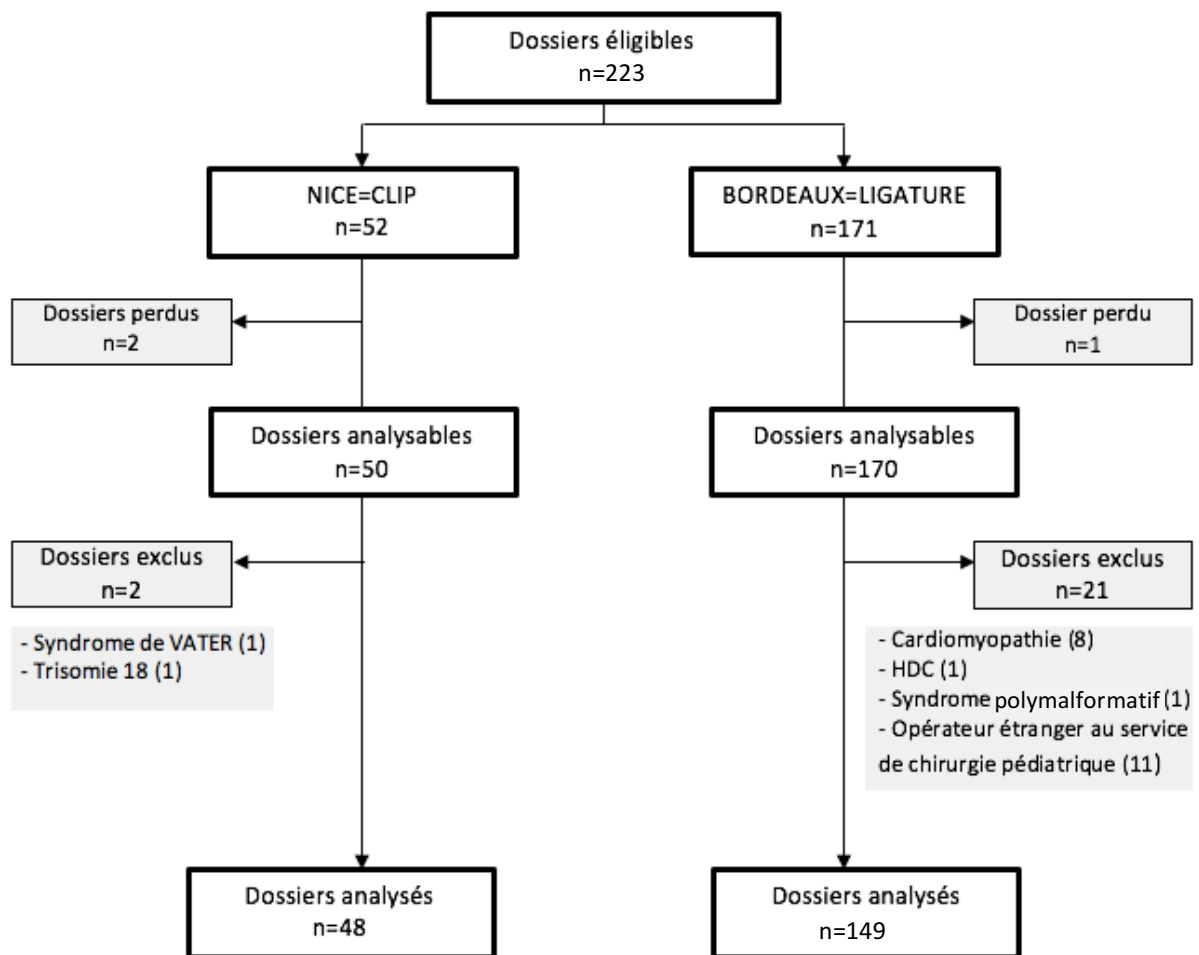 Dossiers éligibles
n=223
NICE=CLIP
n=52
BORDEAUX=LIGATURE
n=171
Dossiers perdus
n=2
Dossier perdu
n=1
Dossiers analysables
n=50
Dossiers analysables
n=170
Dossiers exclus
n=2
Dossiers exclus
n=21
- Syndrome de VATER (1)
- Trisomie 18 (1)
- Cardiomyopathie (8)
- HDC (1)
- Syndrome polymalformatif (1)
- Opérateur étranger au service
de chirurgie pédiatrique (11)
Dossiers analysés
n=48
Dossiers analysés
n=149